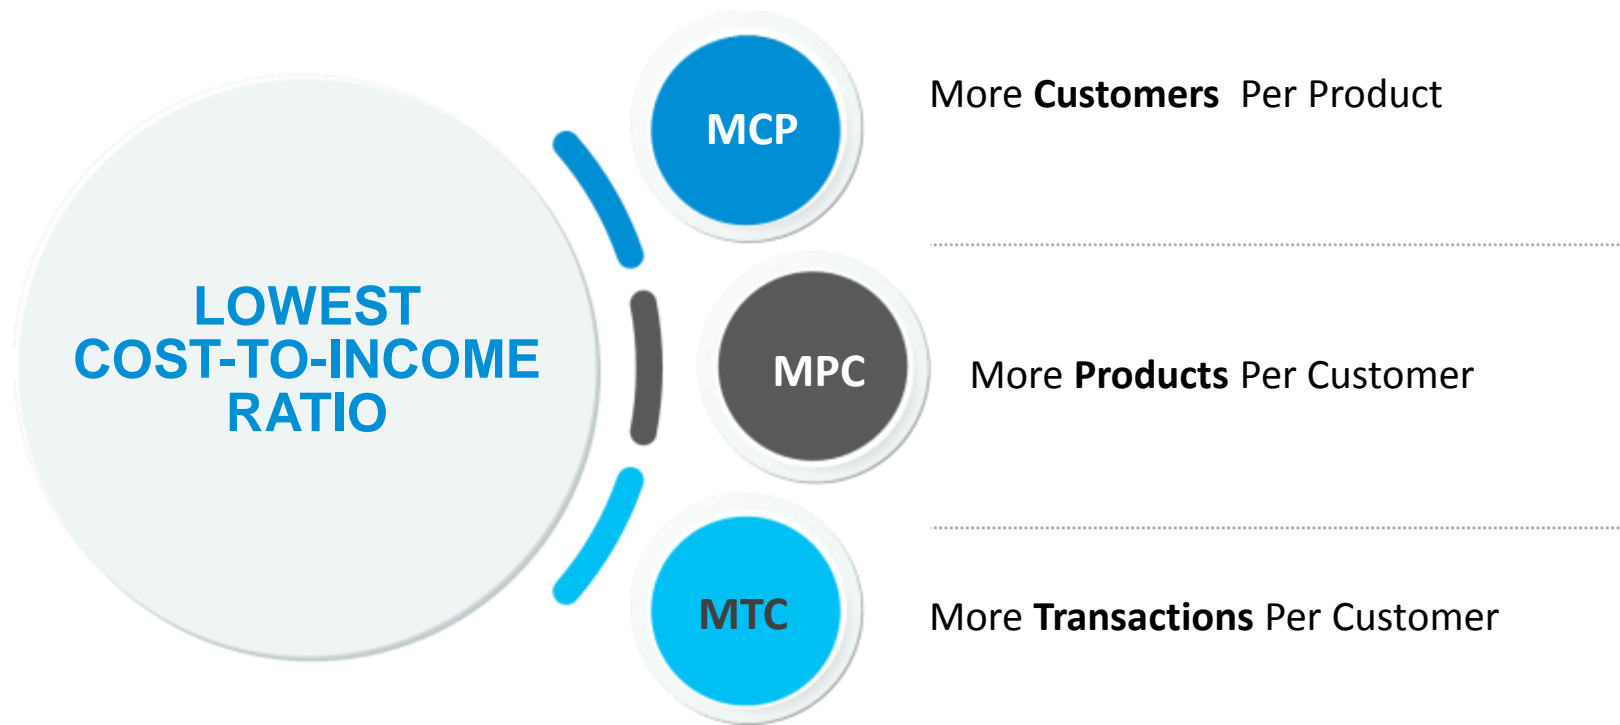 LOWEST
COST-TO-INCOME
RATIO
MCP
More Customers Per Product
MPC
More Products Per Customer
MTC
More Transactions Per Customer